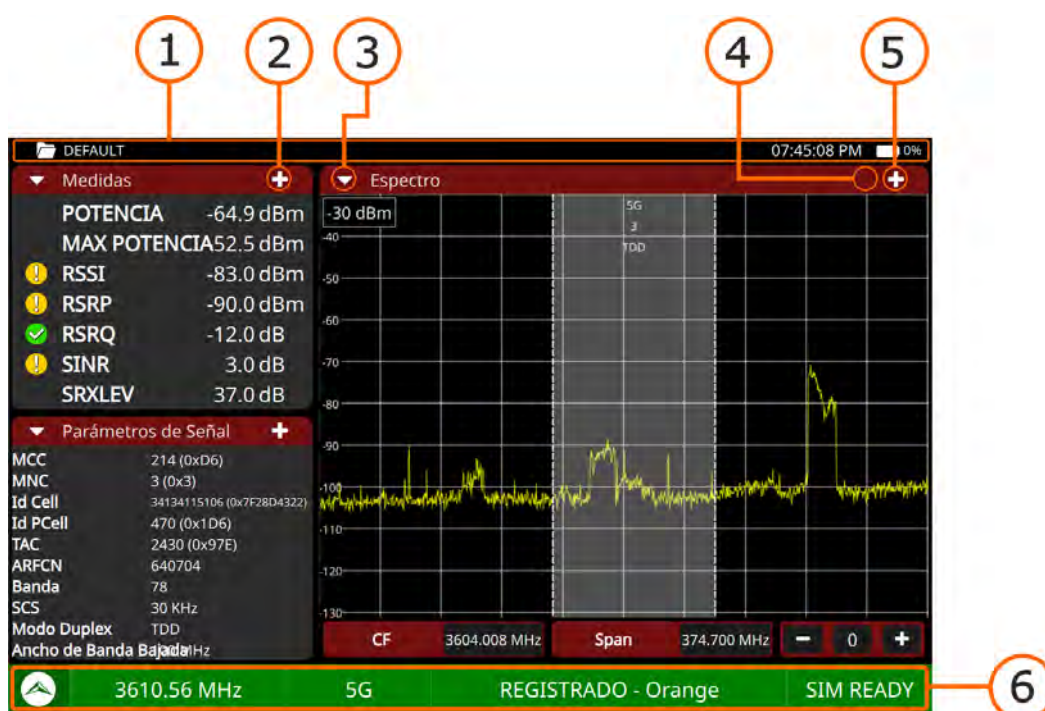 1 2 3 4 5
DEFAULT 07:45:08 PM 0%
Medidas
POTENCIA -64.9 dBm
MAX POTENCIA 52.5 dBm
RSSI -83.0 dBm
RSRP -90.0 dBm
RSRQ -12.0 dB
SINR 3.0 dB
SRXLEV 37.0 dB
Parámetros de Señal
MCC 214 (0xD6)
MNC 3 (0x3)
Id Cell 34134115106 (0x7F28D4322)
Id PCell 470 (0x1D6)
TAC 2430 (0x97E)
ARFCN 640704
Banda 78
SCS 30 KHz
Modo Duplex TDD
Ancho de Banda Bajada MHz
Espectro
-30 dBm
5G
3
TDD
-40
-50
-60
-70
-80
-90
-100
-110
-120
-130
CF 3604.008 MHz Span 374.700 MHz - 0 +
3610.56 MHz 5G REGISTRADO - Orange SIM READY
6